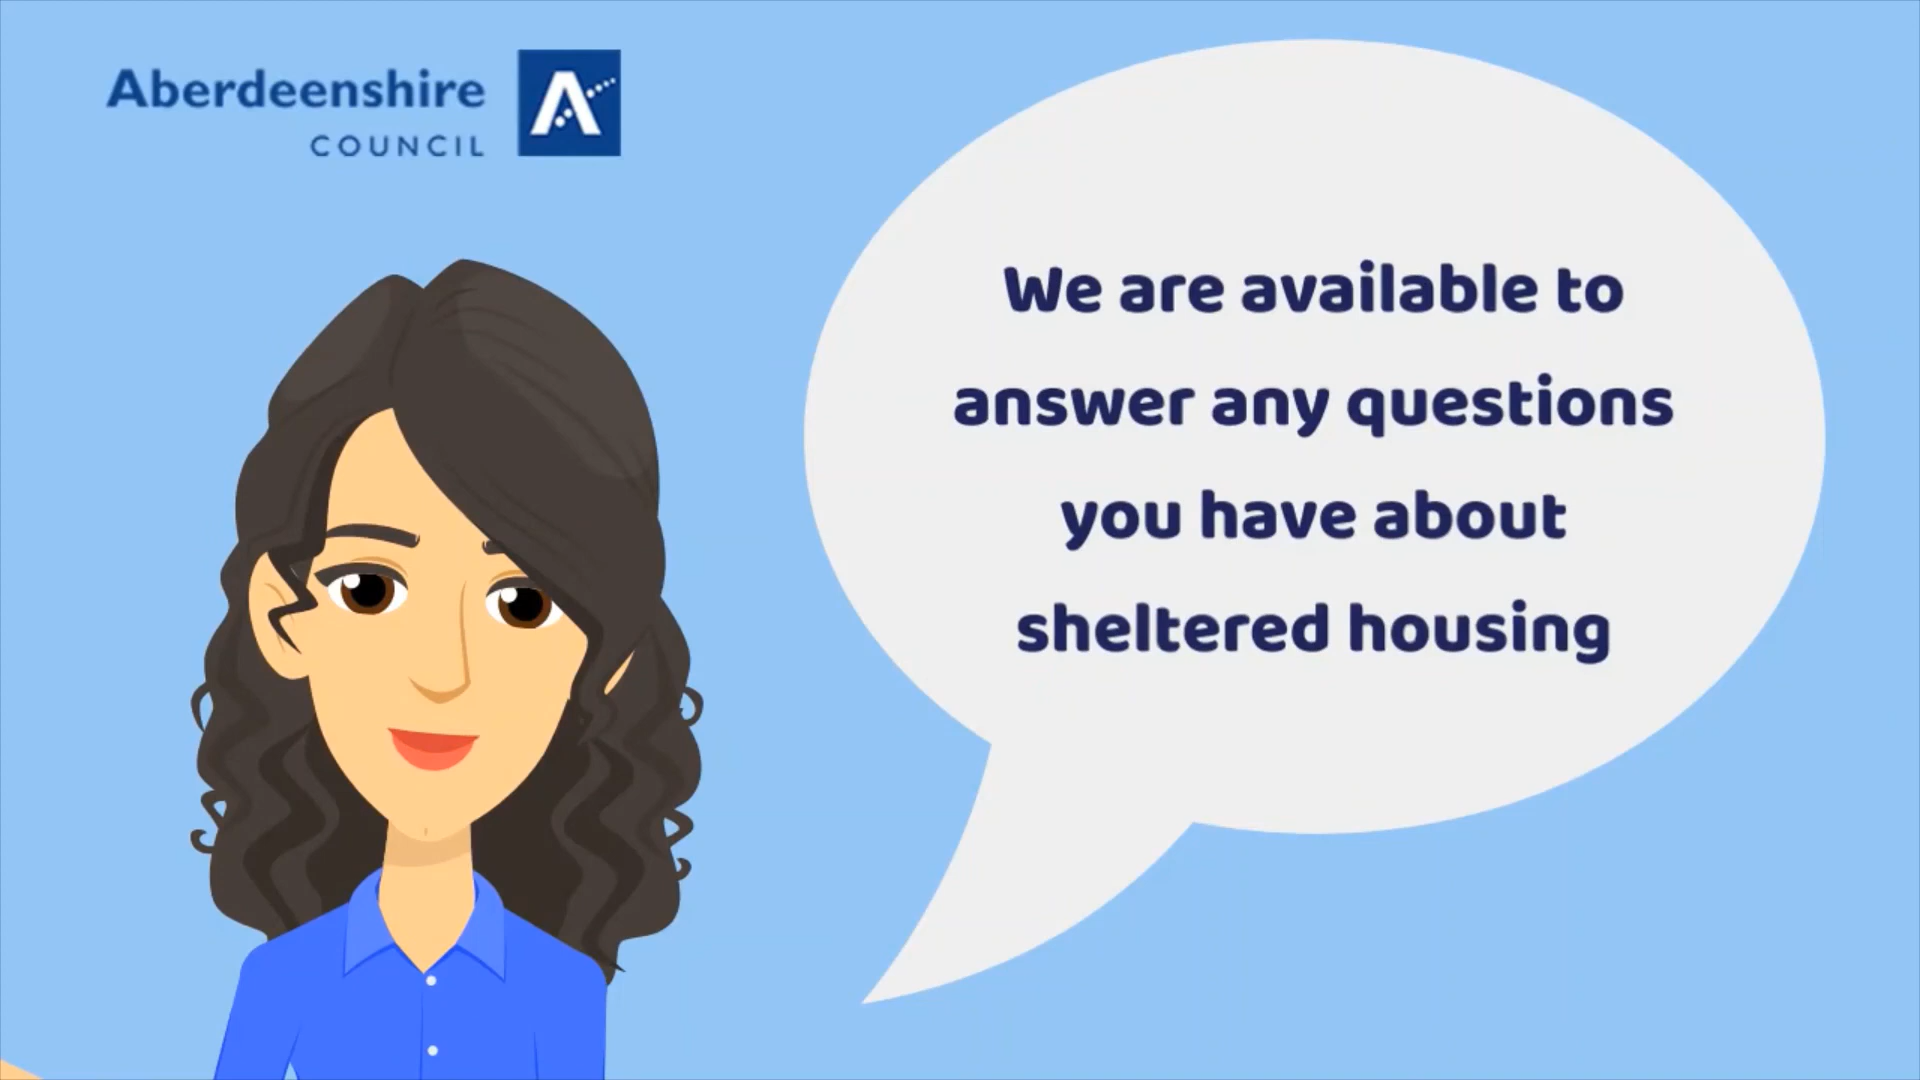 Aberdeenshire
COUNCIL
We are available to
answer any questions
you have about
sheltered housing